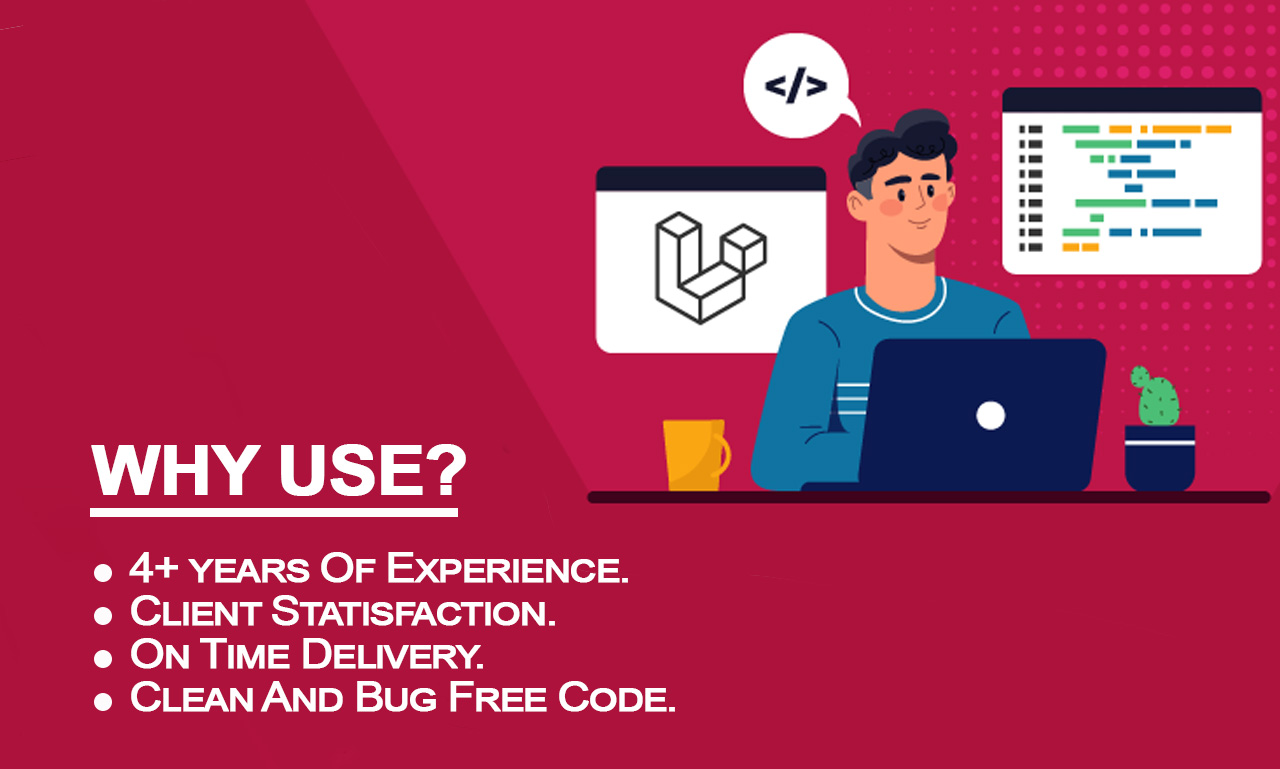 </>
WHY USE?
● 4+ YEARS OF EXPERIENCE.
● CLIENT STATISFACTION.
● ON TIME DELIVERY.
● CLEAN AND BUG FREE CODE.